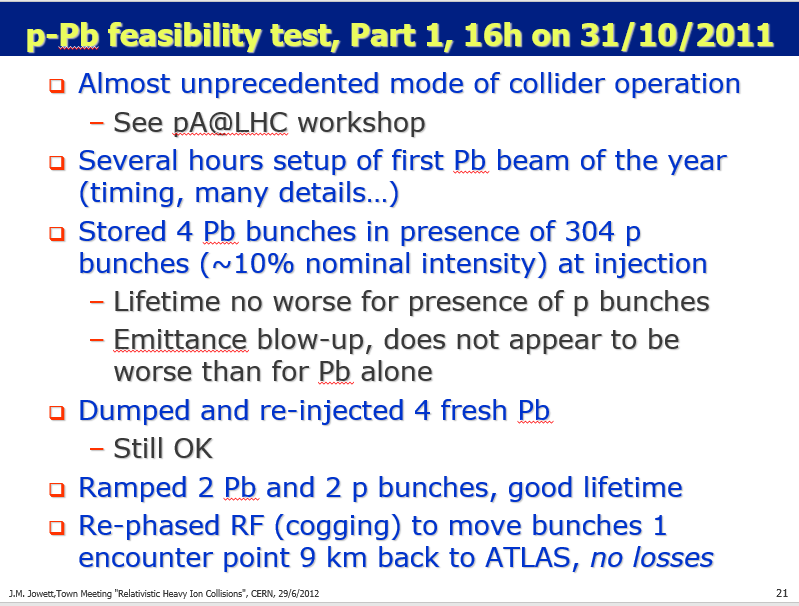 p-Pb feasibility test, Part 1, 16h on 31/10/2011
Almost unprecedented mode of collider operation
– See pA@LHC workshop
Several hours setup of first Pb beam of the year
(timing, many details…)
Stored 4 Pb bunches in presence of 304 p
bunches (~10% nominal intensity) at injection
– Lifetime no worse for presence of p bunches
– Emittance blow-up, does not appear to be
worse than for Pb alone
Dumped and re-injected 4 fresh Pb
– Still OK
Ramped 2 Pb and 2 p bunches, good lifetime
Re-phased RF (cogging) to move bunches 1
encounter point 9 km back to ATLAS, no losses
J.M. Jowett,Town Meeting "Relativistic Heavy Ion Collisions", CERN, 29/6/2012
21